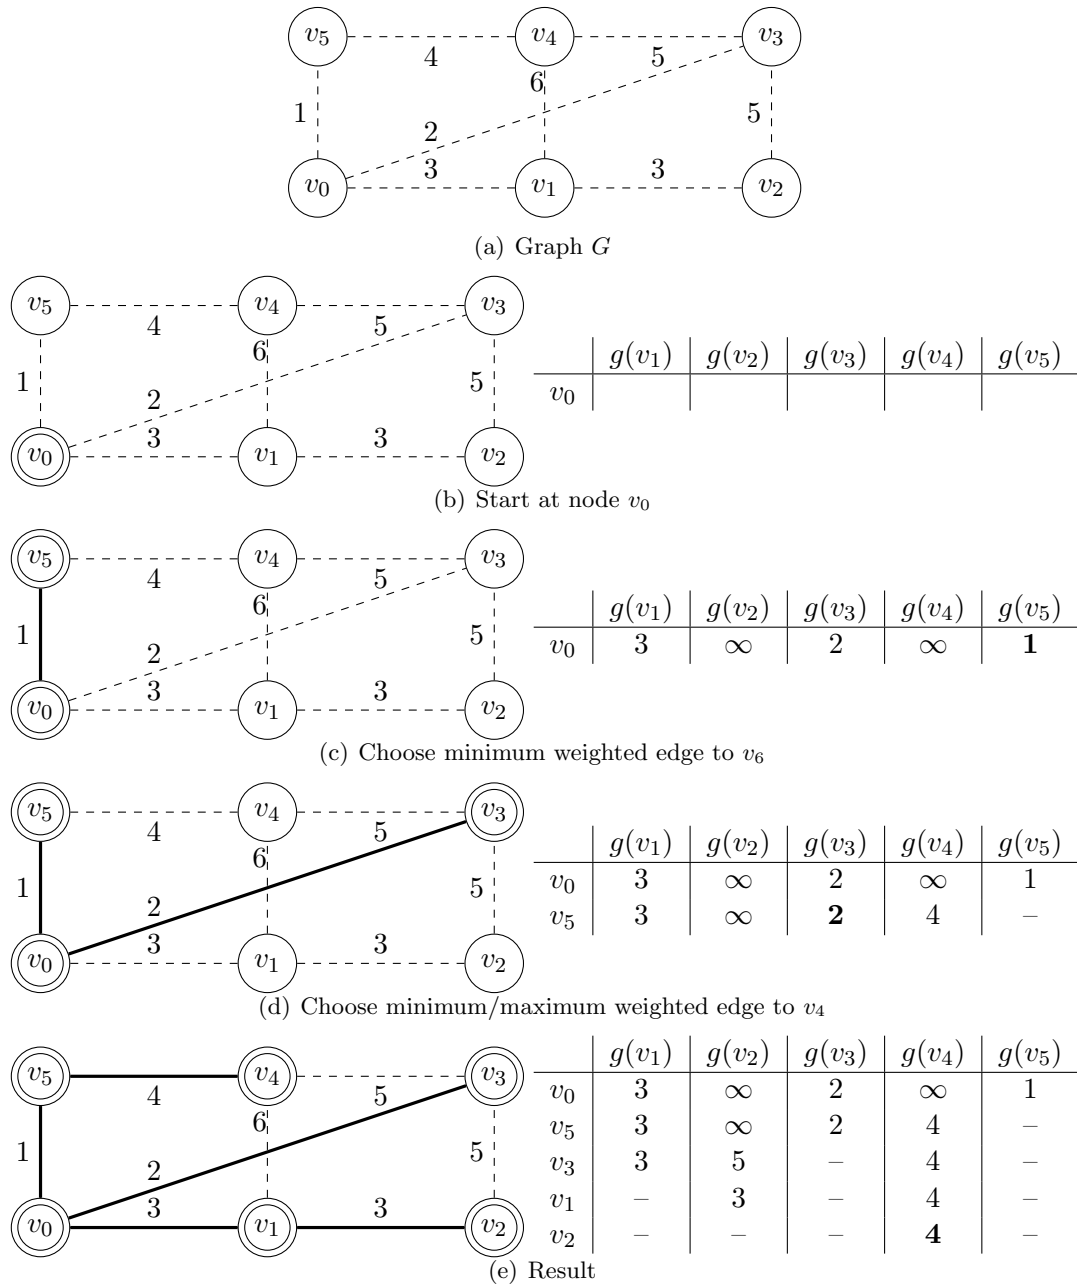 v5 v4 v3
4 5
1 6 5
2
3 3
v0 v1 v2
(a) Graph G
v5 v4 v3
4 5
1 6 5
2
3 3
v0 v1 v2
g(v1) g(v2) g(v3) g(v4) g(v5)
v0
(b) Start at node v0
v5 v4 v3
4 5
1 6 5
2
3 3
v0 v1 v2
g(v1) g(v2) g(v3) g(v4) g(v5)
v0 3 ∞ 2 ∞ 1
(c) Choose minimum weighted edge to v6
v5 v4 v3
4 5
1 6 5
2
3 3
v0 v1 v2
g(v1) g(v2) g(v3) g(v4) g(v5)
v0 3 ∞ 2 ∞ 1
v5 3 ∞ 2 4 –
(d) Choose minimum/maximum weighted edge to v4
v5 v4 v3
4 5
1 6 5
2
3 3
v0 v1 v2
g(v1) g(v2) g(v3) g(v4) g(v5)
v0 3 ∞ 2 ∞ 1
v5 3 ∞ 2 4 –
v3 3 5 – 4 –
v1 – 3 – 4 –
v2 – – – 4 –
(e) Result